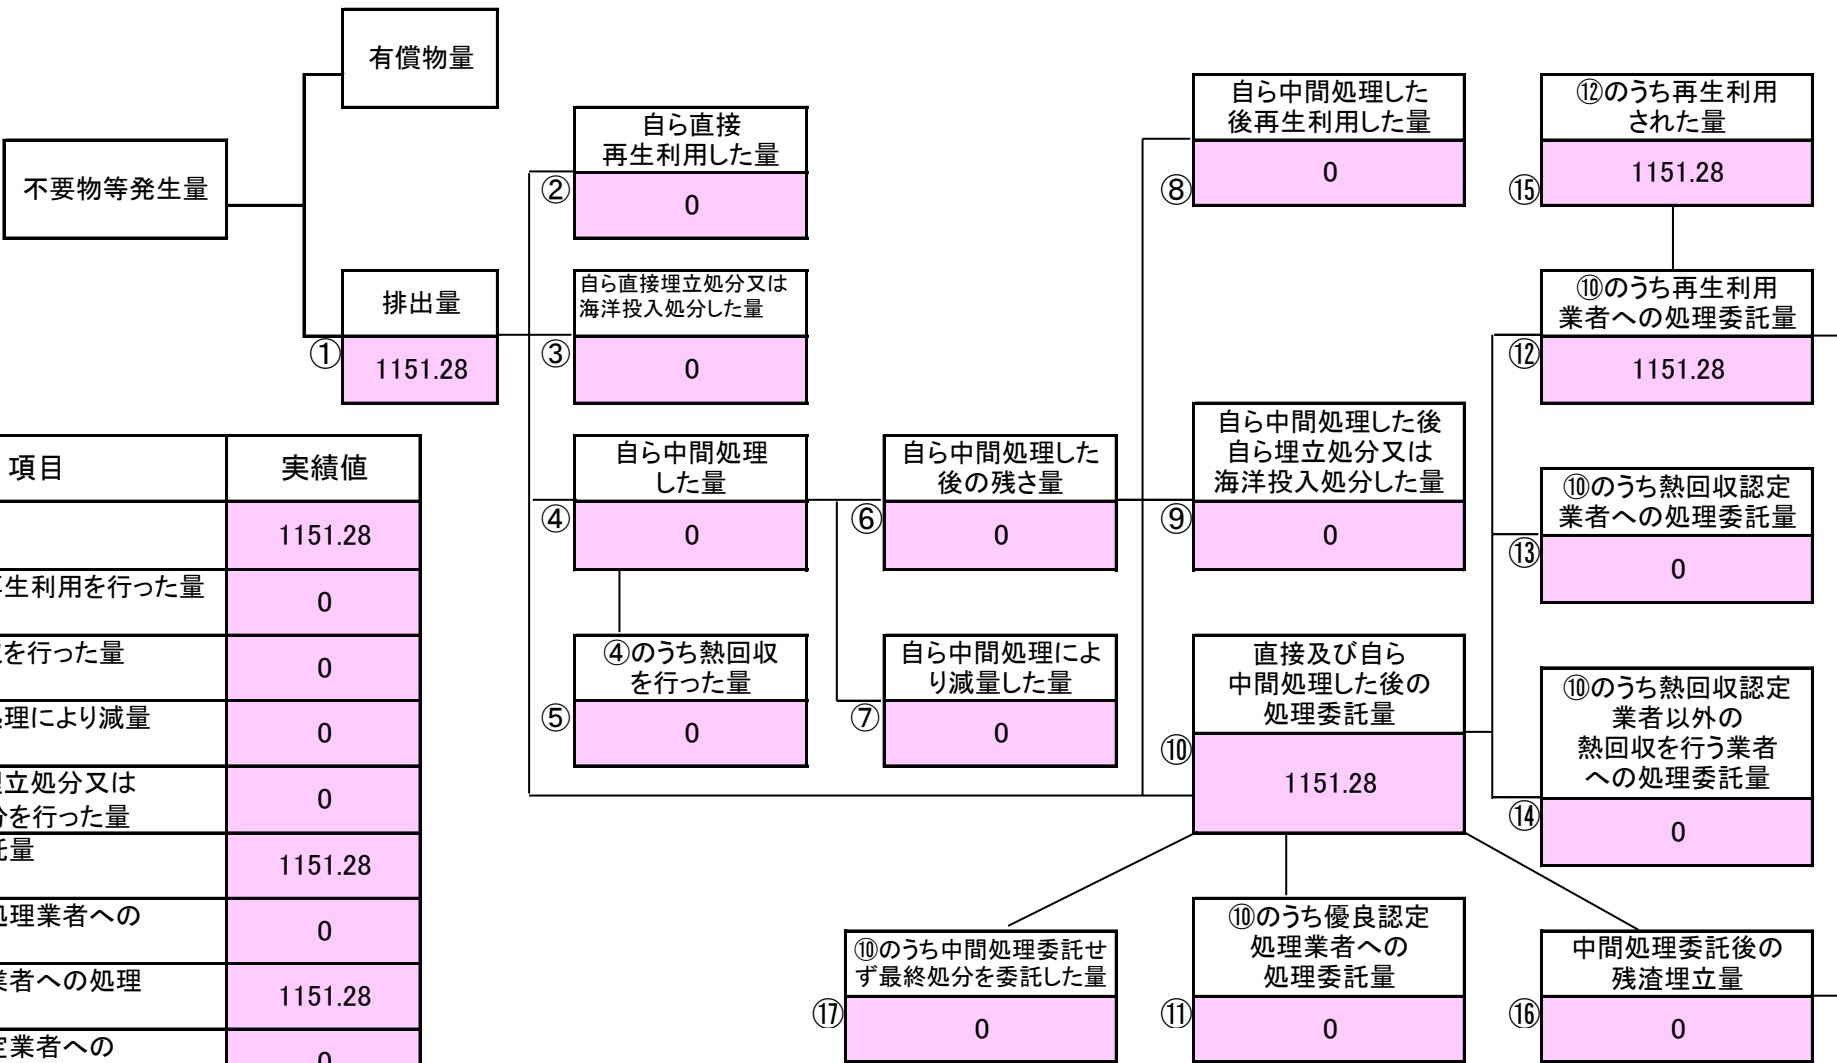 有償物量
不要物等発生量
排出量
①
1151.28
自ら直接
再生利用した量
②
0
自ら直接埋立処分又は
海洋投入処分した量
③
0
自ら中間処理
した量
④
0
④のうち熱回収
を行った量
⑤
0
自ら中間処理した
後の残さ量
⑥
0
自ら中間処理によ
り減量した量
⑦
0
自ら中間処理した
後再生利用した量
⑧
0
自ら中間処理した後
自ら埋立処分又は
海洋投入処分した量
⑨
0
直接及び自ら
中間処理した後の
処理委託量
⑩
1151.28
⑩のうち優良認定
処理業者への
処理委託量
⑪
0
⑩のうち再生利用
業者への処理委託量
⑫
1151.28
⑩のうち熱回収認定
業者への処理委託量
⑬
0
⑩のうち熱回収認定
業者以外の
熱回収を行う業者
への処理委託量
⑭
0
⑫のうち再生利用
された量
⑮
1151.28
中間処理委託後の
残渣埋立量
⑯
0
⑩のうち中間処理委託せ
ず最終処分を委託した量
⑰
0
項目 実績値
1151.28
生利用を行った量 0
を行った量 0
理により減量 0
立処分又は
を行った量 0
量 1151.28
処理業者への 0
業者への処理 1151.28
業者への 0